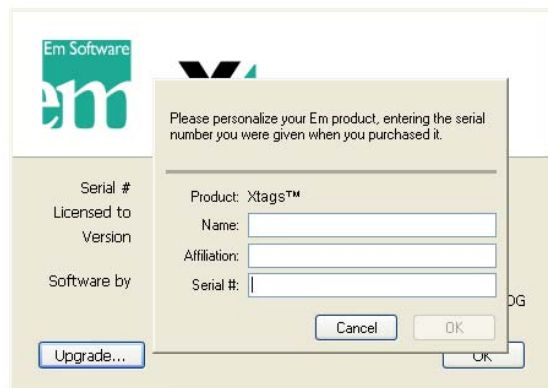 Em Software
em
Please personalize your Em product, entering the serial
number you were given when you purchased it.
Serial #
Licensed to
Version
Software by
Product: Xtags™
Name:
Affiliation:
Serial #:
Cancel
OK
OG
Upgrade...
OK